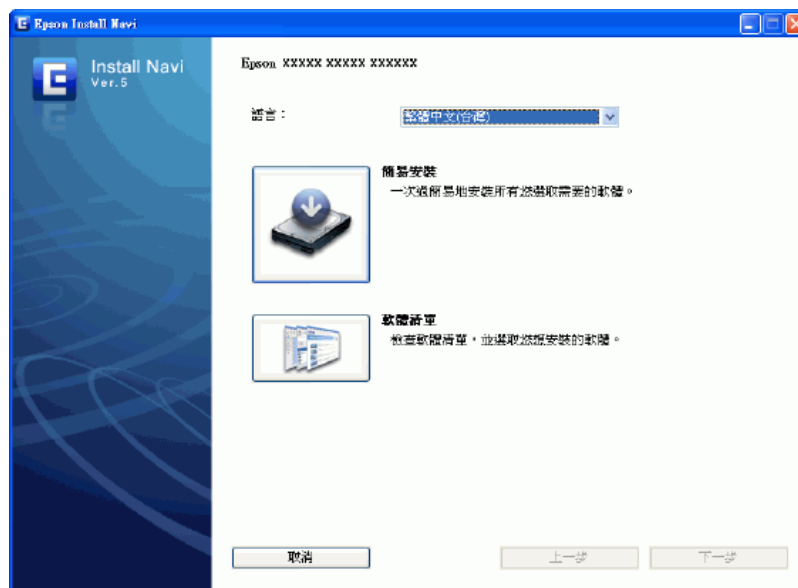 Epson Install Navi
Install Navi
Ver.5
Epson XXXXX XXXXX XXXXXX
語言：
繁體中文(台灣)
簡易安裝
一次過簡易地安裝所有您選取需要的軟體。
軟體清單
檢查軟體清單，並選取您想安裝的軟體。
取消
上一步
下一步